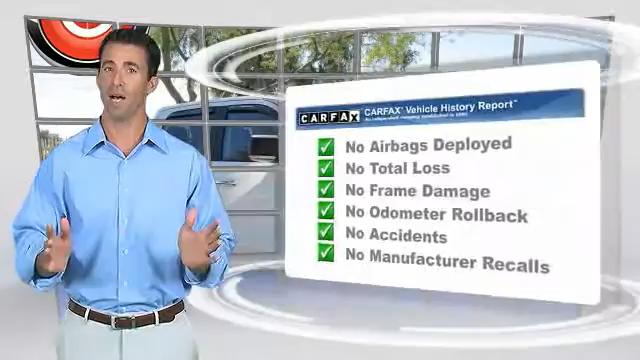 CARFAX CARFAX Vehicle History Report™
No Airbags Deployed
No Total Loss
No Frame Damage
No Odometer Rollback
No Accidents
No Manufacturer Recalls